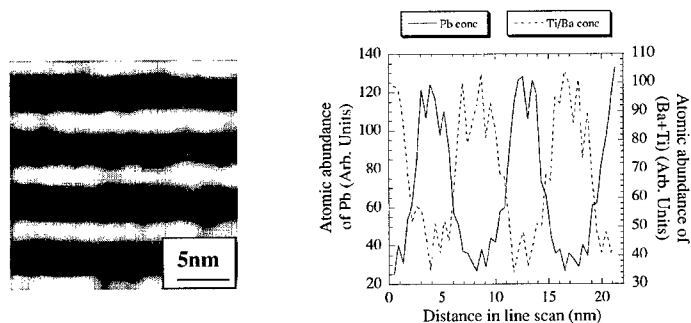 5nm
Pb conc
Ti/Ba conc
140
120
100
80
60
40
20
110
100
90
80
70
60
50
40
30
0
5
10
15
20
Atomic abundance
of Pb (Arb. Units)
Atomic abundance of
(Ba+Ti) (Arb. Units)
Distance in line scan (nm)